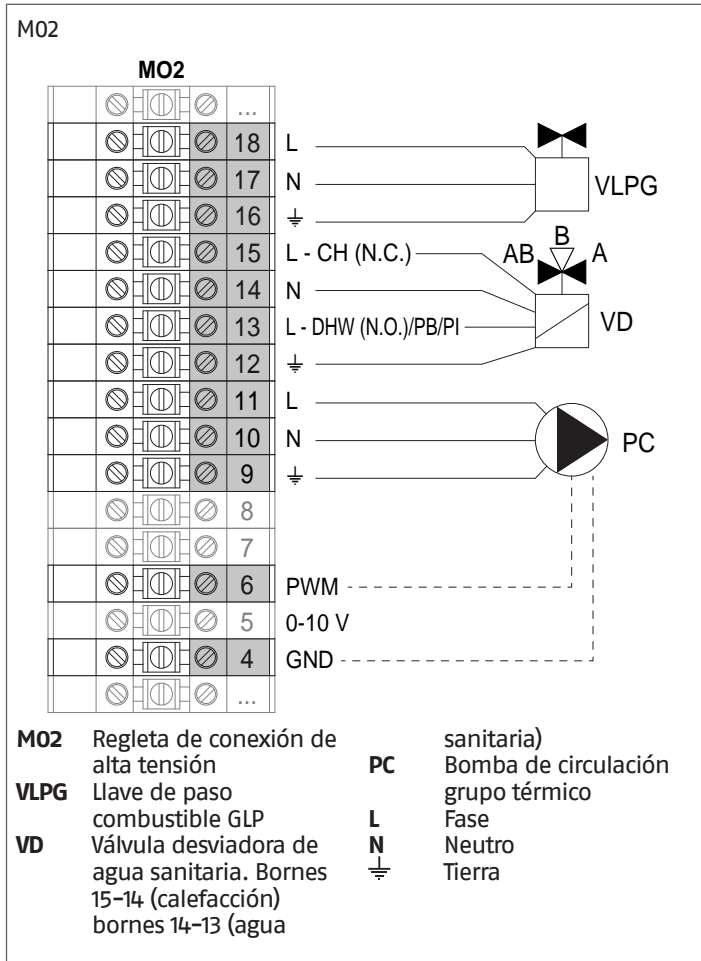 M02
MO2
...
18 L
17 N VLPG
16
15 L - CH (N.C.) AB B A
14 N
13 L - DHW (N.O.)/PB/PI VD
12
11 L
10 N PC
9
8
7
6 PWM
5 0-10 V
4 GND
...
M02 Regleta de conexión de
alta tensión
VLPG Llave de paso
combustible GLP
VD Válvula desviadora de
agua sanitaria. Bornes
15-14 (calefacción)
bornes 14-13 (agua
sanitaria)
PC Bomba de circulación
grupo térmico
L Fase
N Neutro
Tierra